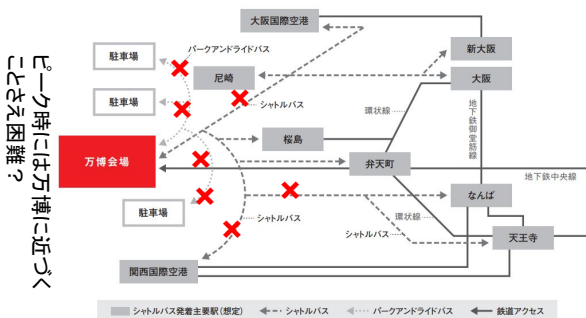 ピーク時には万博に近づく
ことさえ困難？
大阪国際空港
パークアンドライドバス
駐車場
新大阪
尼崎
大阪
駐車場
シャトルバス
環状線
地下鉄御堂筋線
桜島
万博会場
弁天町
地下鉄中央線
駐車場
なんば
シャトルバス
環状線
シャトルバス
天王寺
関西国際空港
シャトルバス発着主要駅（想定）
シャトルバス
パークアンドライドバス
鉄道アクセス